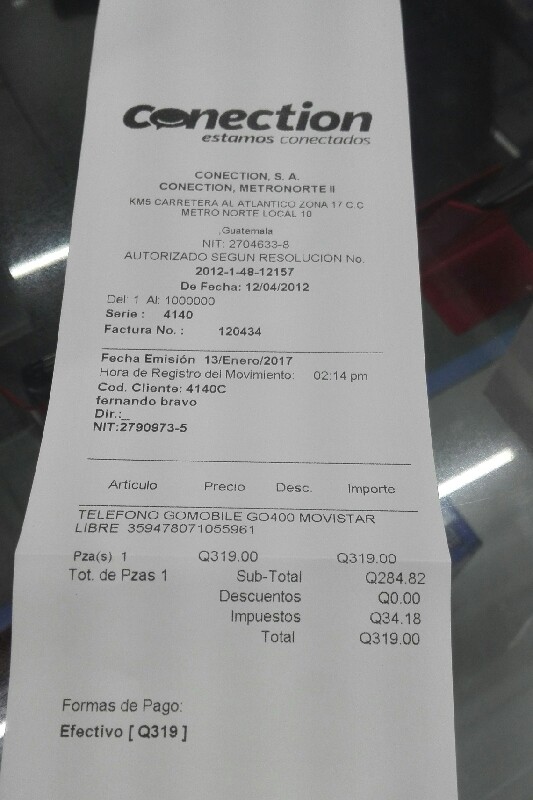 Conection
estamos conectados
CONECTION, S. A.
CONECTION, METRONORTE II
KM5 CARRETERA AL ATLANTICO ZONA 17 C.C
METRO NORTE LOCAL 10
,Guatemala
NIT: 2704633-8
AUTORIZADO SEGUN RESOLUCION No.
2012-1-48-12157
De Fecha: 12/04/2012
Del: 1 Al: 1000000
Serie : 4140
Factura No. : 120434
Fecha Emisión 13/Enero/2017
Hora de Registro del Movimiento: 02:14 pm
Cod. Cliente: 4140C
fernando bravo
Dir.:_
NIT:2790973-5
Articulo Precio Desc. Importe
TELEFONO GOMOBILE GO400 MOVISTAR
LIBRE 359478071055961
Pza(s) 1 Q319.00 Q319.00
Tot. de Pzas 1 Sub-Total Q284.82
Descuentos Q0.00
Impuestos Q34.18
Total Q319.00
Formas de Pago:
Efectivo [ Q319 ]